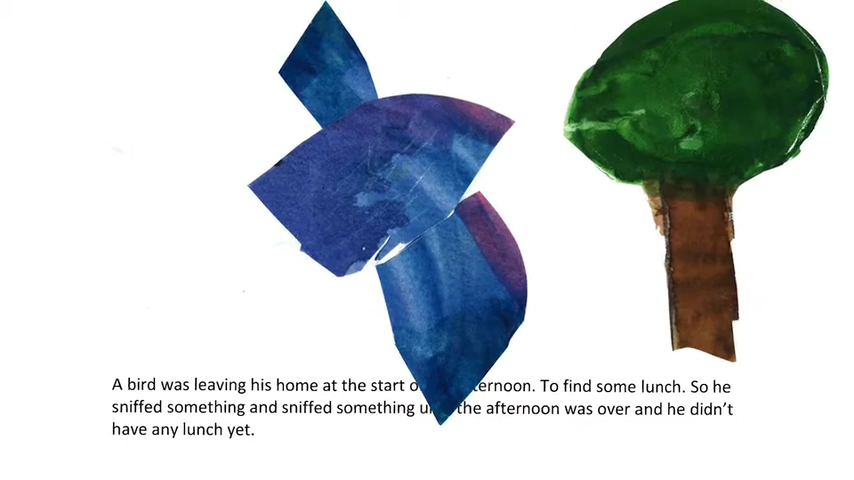 A bird was leaving his home at the start o ternoon. To find some lunch. So he
sniffed something and sniffed something u the afternoon was over and he didn't
have any lunch yet.